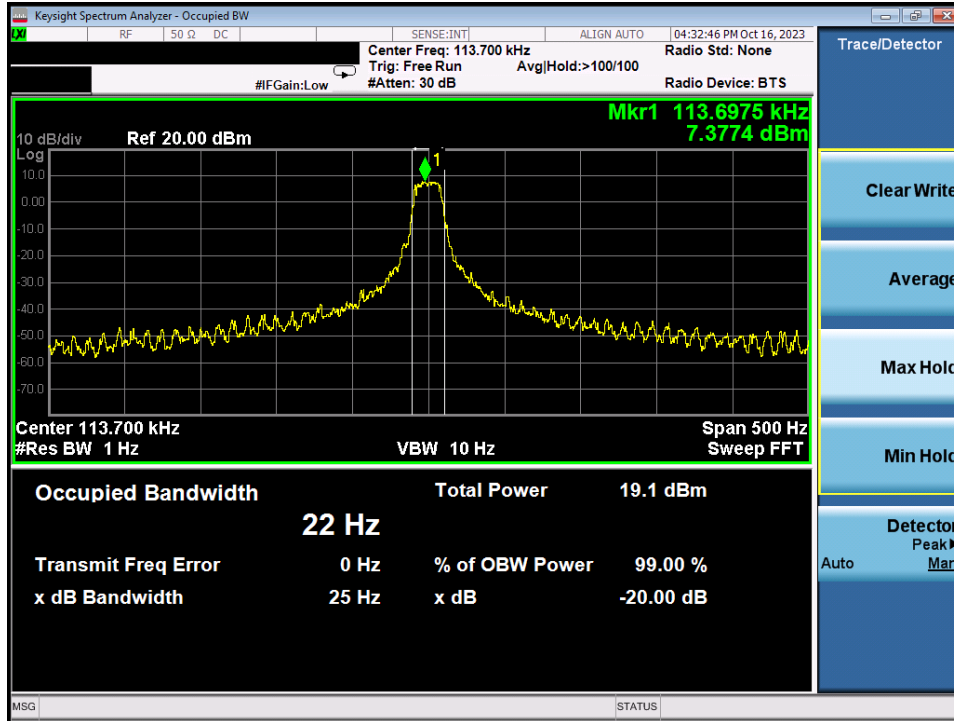 Keysight Spectrum Analyzer - Occupied BW
LXI RF 50 Ω DC SENSE:INT ALIGN AUTO 04:32:46 PM Oct 16, 2023
Center Freq: 113.700 kHz Radio Std: None
Trig: Free Run Avg|Hold:>100/100
#IFGain:Low #Atten: 30 dB Radio Device: BTS
Trace/Detector
Mkr1 113.6975 kHz
7.3774 dBm
10 dB/div Ref 20.00 dBm
Log
1
10.0
0.00
-10.0
-20.0
-30.0
-40.0
-50.0
-60.0
-70.0
Center 113.700 kHz Span 500 Hz
#Res BW 1 Hz VBW 10 Hz Sweep FFT
Occupied Bandwidth Total Power 19.1 dBm
22 Hz
Transmit Freq Error 0 Hz % of OBW Power 99.00 %
x dB Bandwidth 25 Hz x dB -20.00 dB
Clear Write
Average
Max Hold
Min Hold
Detector
Peak
Auto Man
MSG STATUS